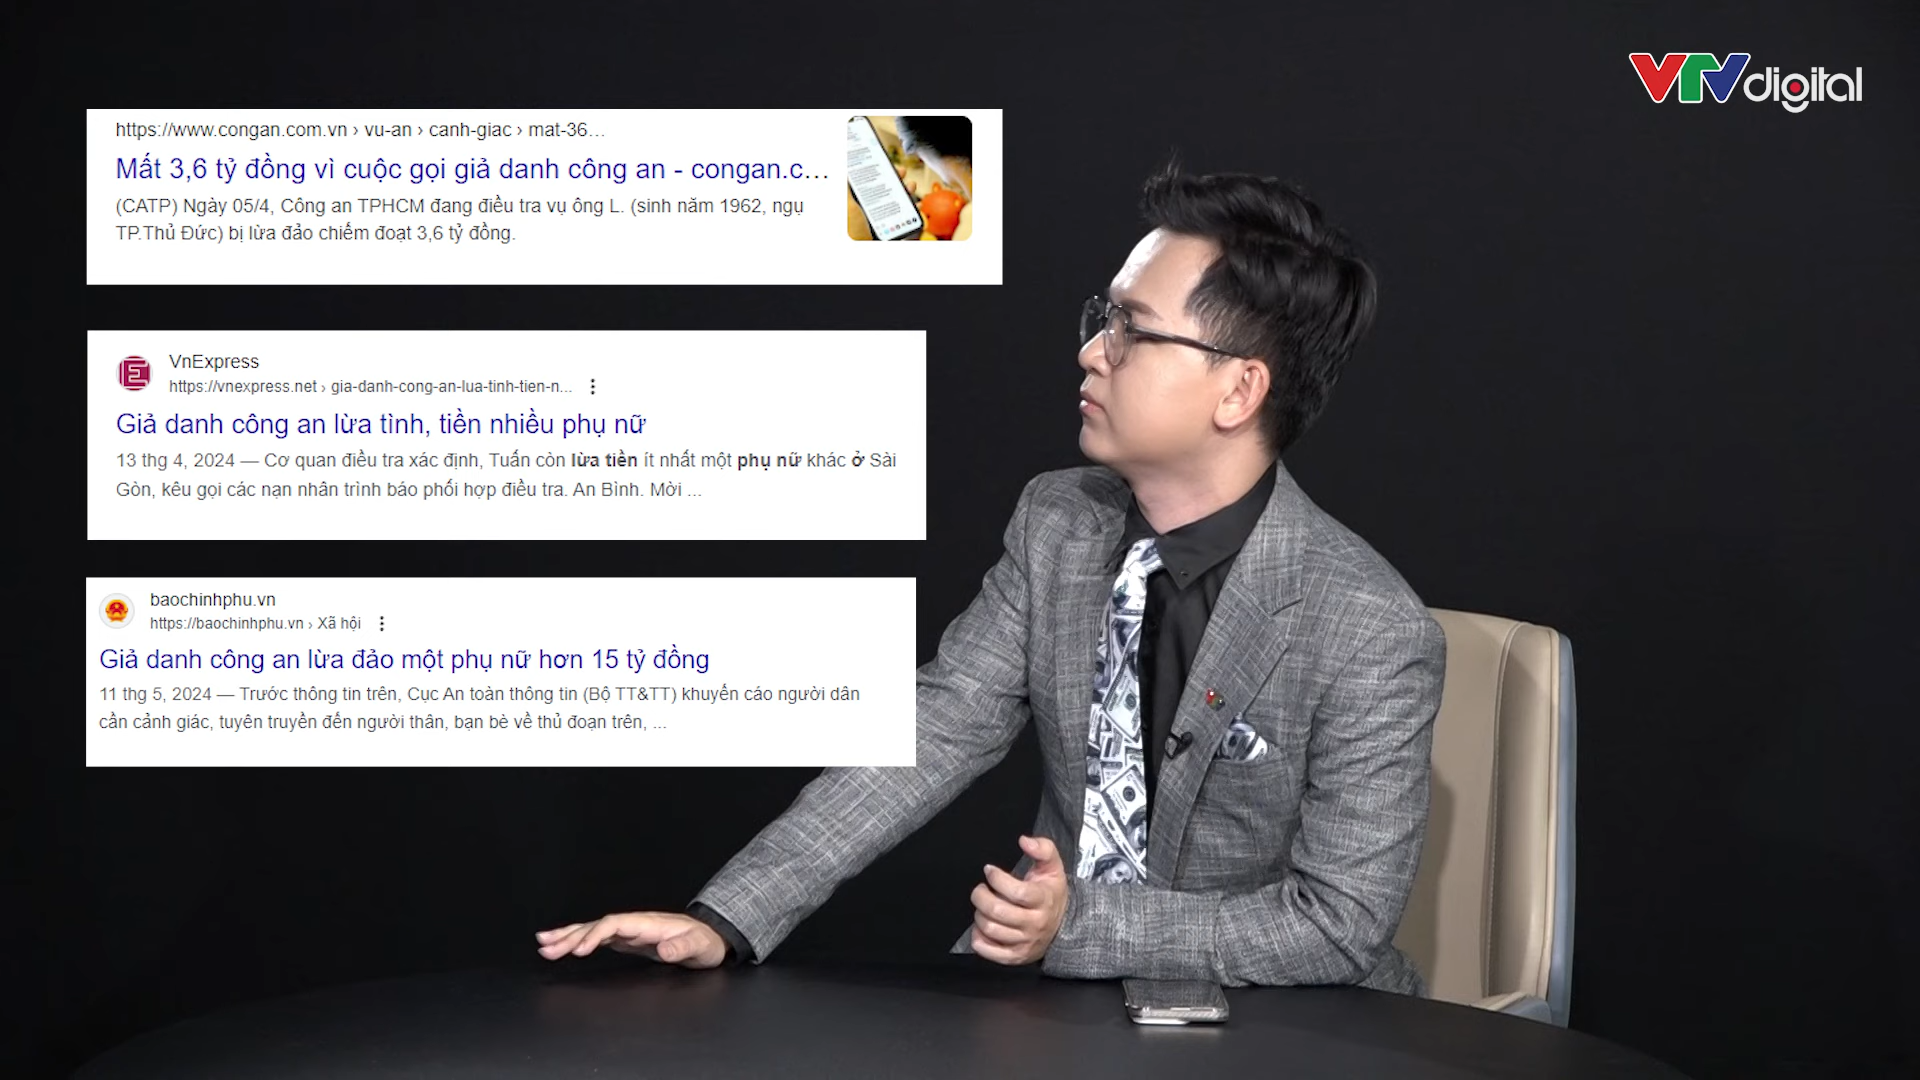 VTVdigital
https://www.congan.com.vn › vu-an › canh-giac › mat-36...
Mất 3,6 tỷ đồng vì cuộc gọi giả danh công an - congan.c...
(CATP) Ngày 05/4, Công an TPHCM đang điều tra vụ ông L. (sinh năm 1962, ngụ
TP.Thủ Đức) bị lừa đảo chiếm đoạt 3,6 tỷ đồng.
VnExpress
https://vnexpress.net › gia-danh-cong-an-lua-tinh-tien-n...
Giả danh công an lừa tình, tiền nhiều phụ nữ
13 thg 4, 2024 — Cơ quan điều tra xác định, Tuấn còn lừa tiền ít nhất một phụ nữ khác ở Sài
Gòn, kêu gọi các nạn nhân trình báo phối hợp điều tra. An Bình. Mời ...
baochinhphu.vn
https://baochinhphu.vn › Xã hội
Giả danh công an lừa đảo một phụ nữ hơn 15 tỷ đồng
11 thg 5, 2024 — Trước thông tin trên, Cục An toàn thông tin (Bộ TT&TT) khuyến cáo người dân
cần cảnh giác, tuyên truyền đến người thân, bạn bè về thủ đoạn trên, ...